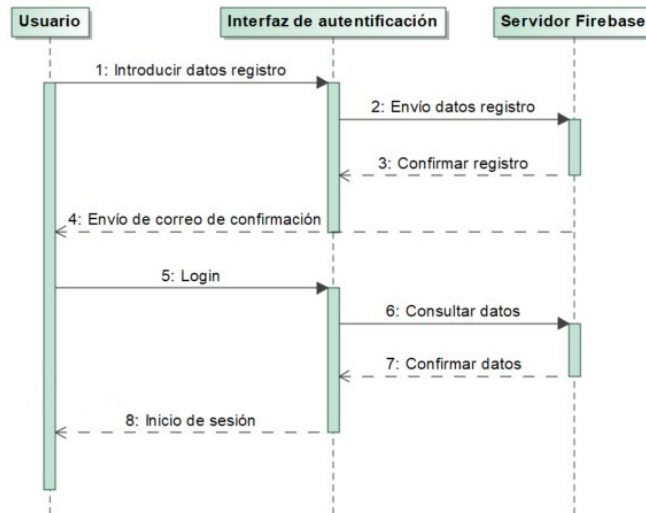 Usuario
Interfaz de autentificación
Servidor Firebase
1: Introducir datos registro
2: Envío datos registro
3: Confirmar registro
4: Envío de correo de confirmación
5: Login
6: Consultar datos
7: Confirmar datos
8: Inicio de sesión